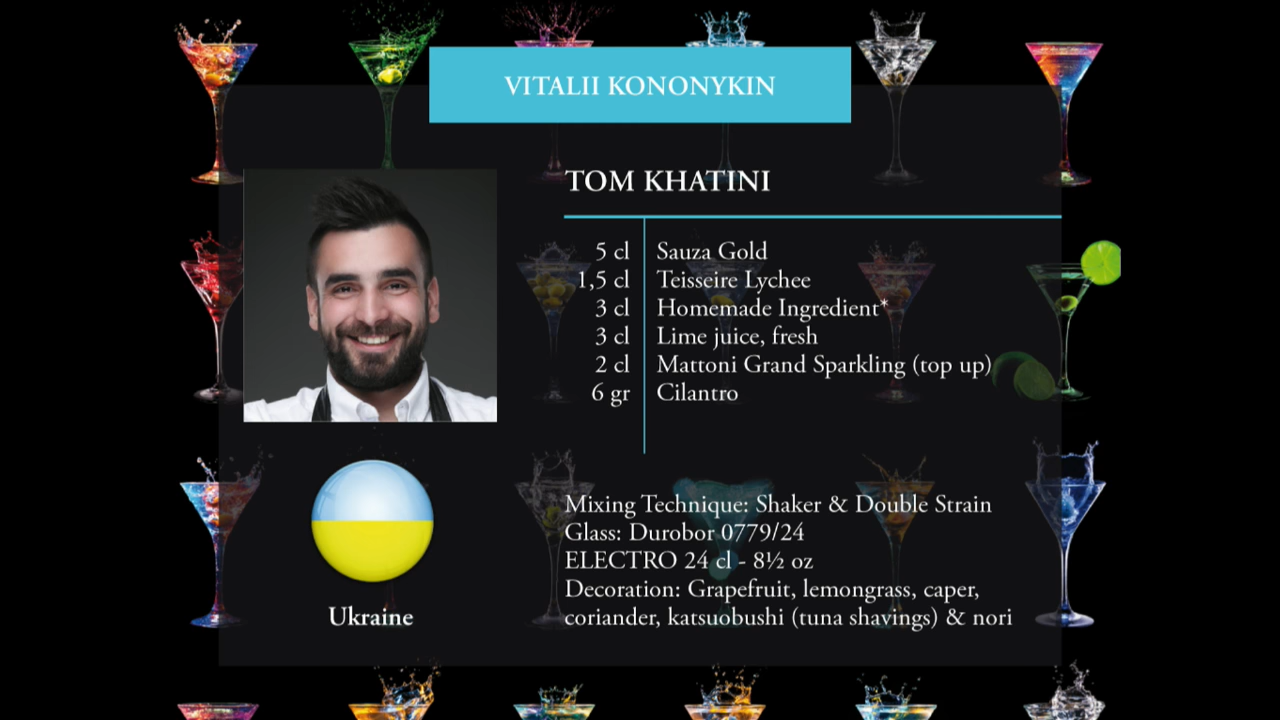 VITALII KONONYKIN
TOM KHATINI
5 cl Sauza Gold
1,5 cl Teisseire Lychee
3 cl Homemade Ingredient*
3 cl Lime juice, fresh
2 cl Mattoni Grand Sparkling (top up)
6 gr Cilantro
Mixing Technique: Shaker & Double Strain
Glass: Durobor 0779/24
ELECTRO 24 cl - 8½ oz
Decoration: Grapefruit, lemongrass, caper,
coriander, katsuobushi (tuna shavings) & nori
Ukraine